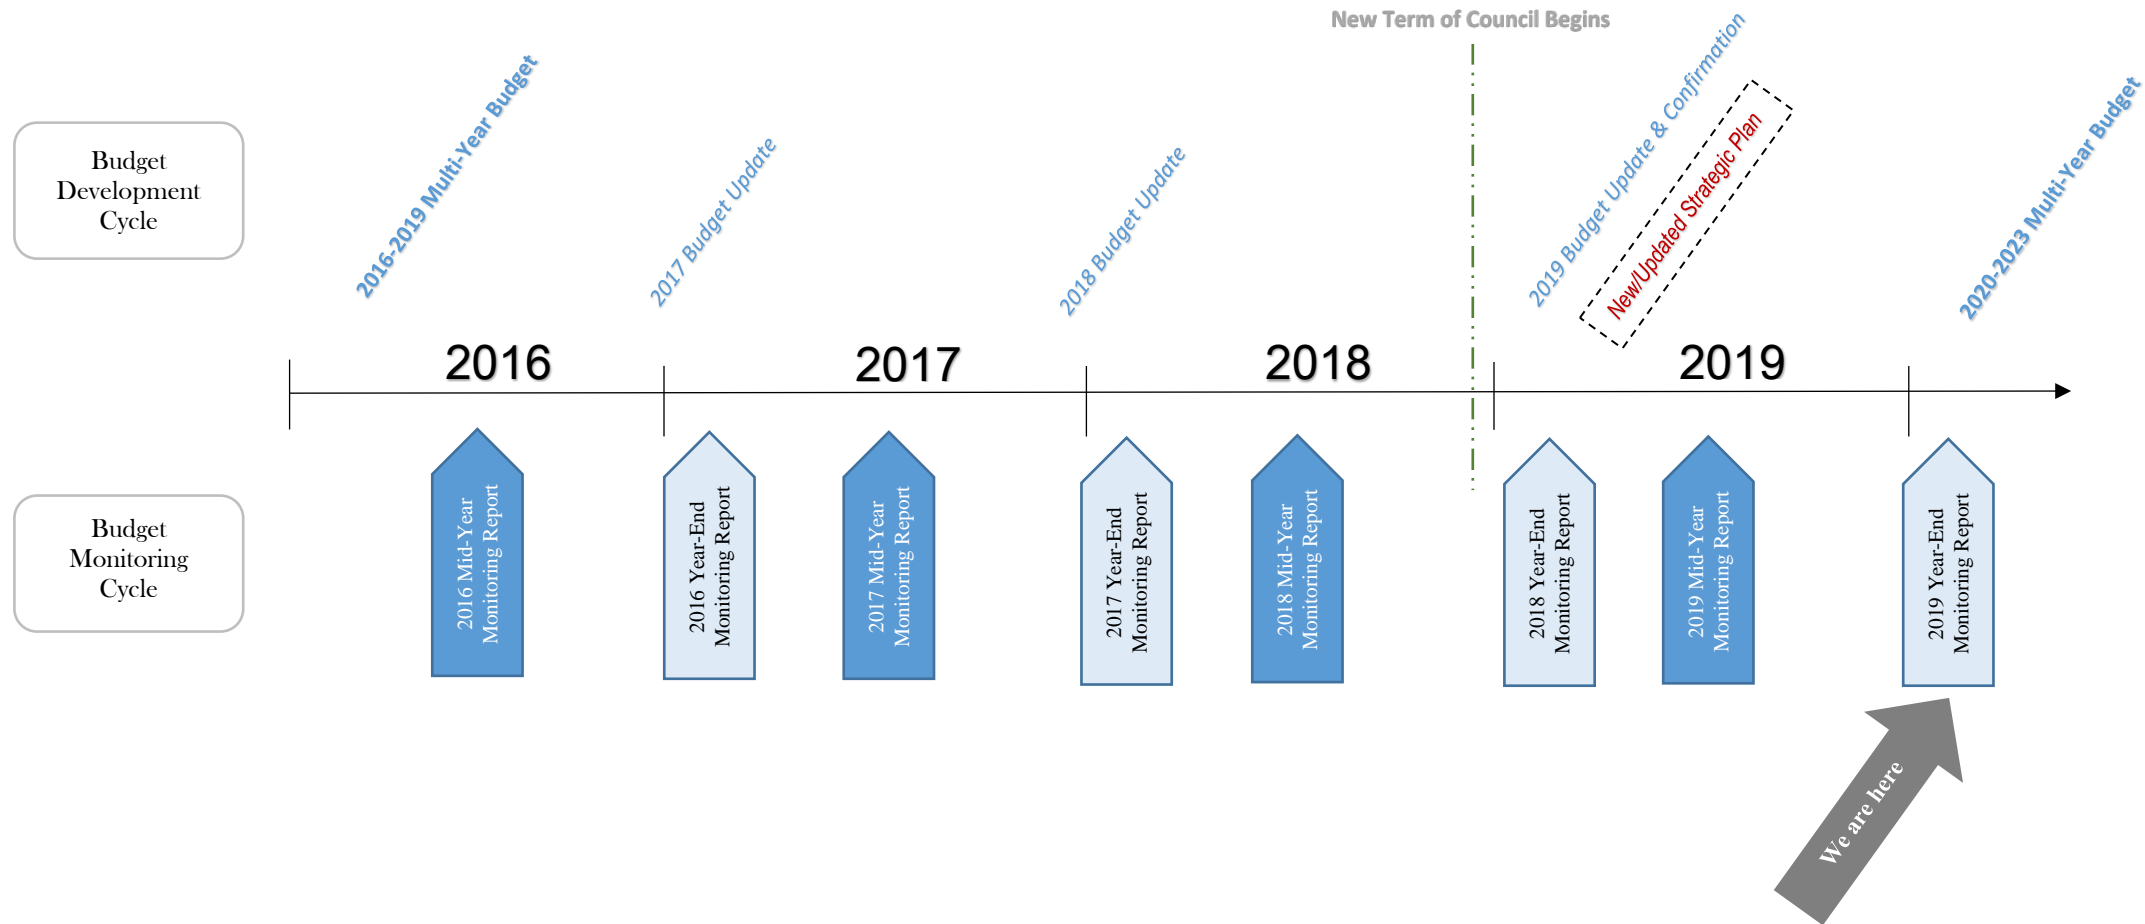 New Term of Council Begins
Budget
Development
Cycle
2016-2019 Multi-Year Budget
2017 Budget Update
2018 Budget Update
2019 Budget Update & Confirmation
New/Updated Strategic Plan
2020-2023 Multi-Year Budget
2016
2017
2018
2019
Budget
Monitoring
Cycle
2016 Mid-Year
Monitoring Report
2016 Year-End
Monitoring Report
2017 Mid-Year
Monitoring Report
2017 Year-End
Monitoring Report
2018 Mid-Year
Monitoring Report
2018 Year-End
Monitoring Report
2019 Mid-Year
Monitoring Report
2019 Year-End
Monitoring Report
We are here